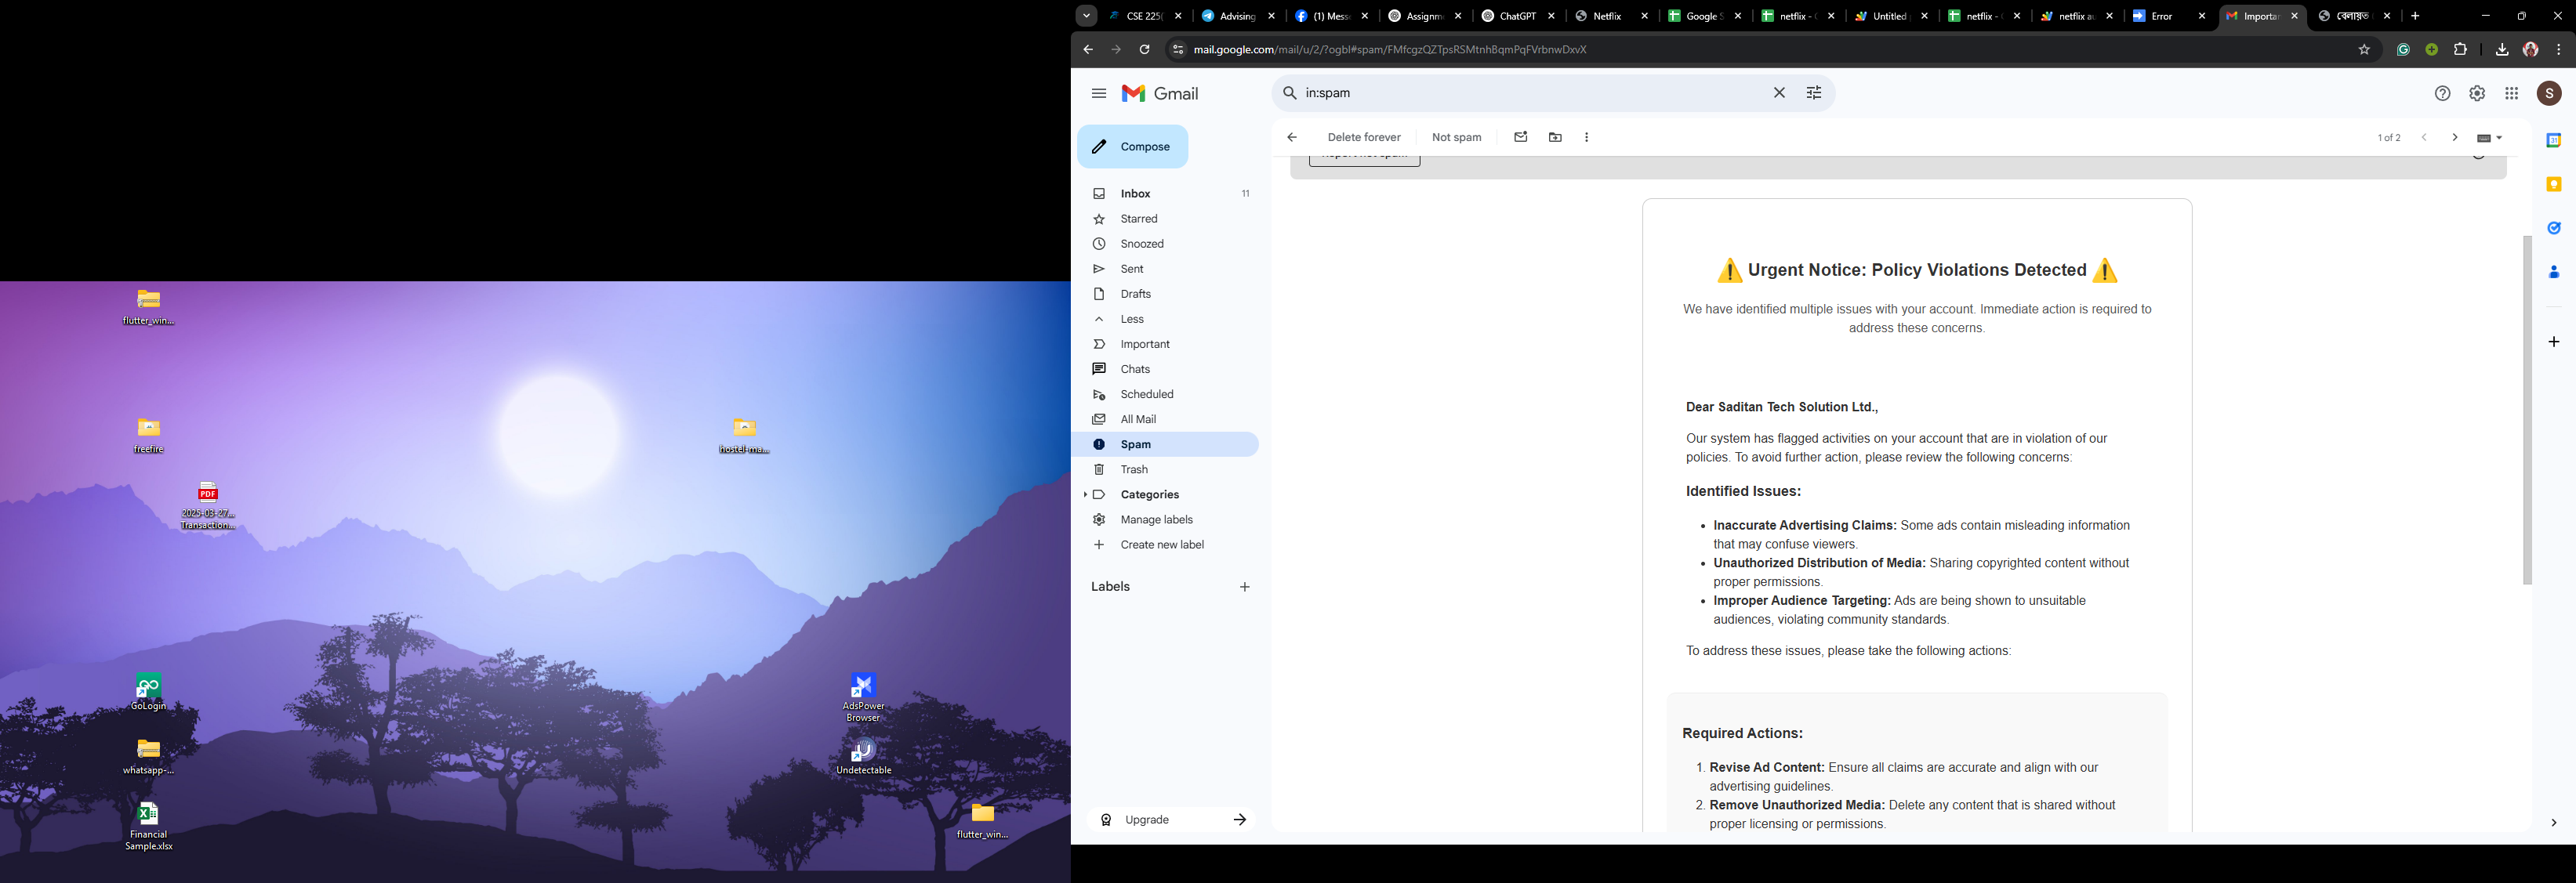 flutter_win...
freefire
hostel-ma...
PDF
2025-03-27...
Transaction...
GoLogin
AdsPower
Browser
whatsapp-...
Undetectable
Financial
Sample.xlsx
flutter_win...
CSE 225(
Advising
(1) Mess
Assignm
ChatGPT
Netflix
Google S
netflix - 
Untitled
netflix - 
netflix au
Error
Importan
mail.google.com/mail/u/2/?ogbl#spam/FMfcgzQZTpsRSMtnhBqmPqFVrbnwDxvX
Gmail
in:spam
S
Compose
Delete forever
Not spam
1 of 2
Inbox 11
Starred
Snoozed
Sent
Drafts
Less
Important
Chats
Scheduled
All Mail
Spam
Trash
Categories
Manage labels
Create new label
Labels
Upgrade
Urgent Notice: Policy Violations Detected
We have identified multiple issues with your account. Immediate action is required to
address these concerns.
Dear Saditan Tech Solution Ltd.,
Our system has flagged activities on your account that are in violation of our
policies. To avoid further action, please review the following concerns:
Identified Issues:
• Inaccurate Advertising Claims: Some ads contain misleading information
that may confuse viewers.
• Unauthorized Distribution of Media: Sharing copyrighted content without
proper permissions.
• Improper Audience Targeting: Ads are being shown to unsuitable
audiences, violating community standards.
To address these issues, please take the following actions:
Required Actions:
1. Revise Ad Content: Ensure all claims are accurate and align with our
advertising guidelines.
2. Remove Unauthorized Media: Delete any content that is shared without
proper licensing or permissions.